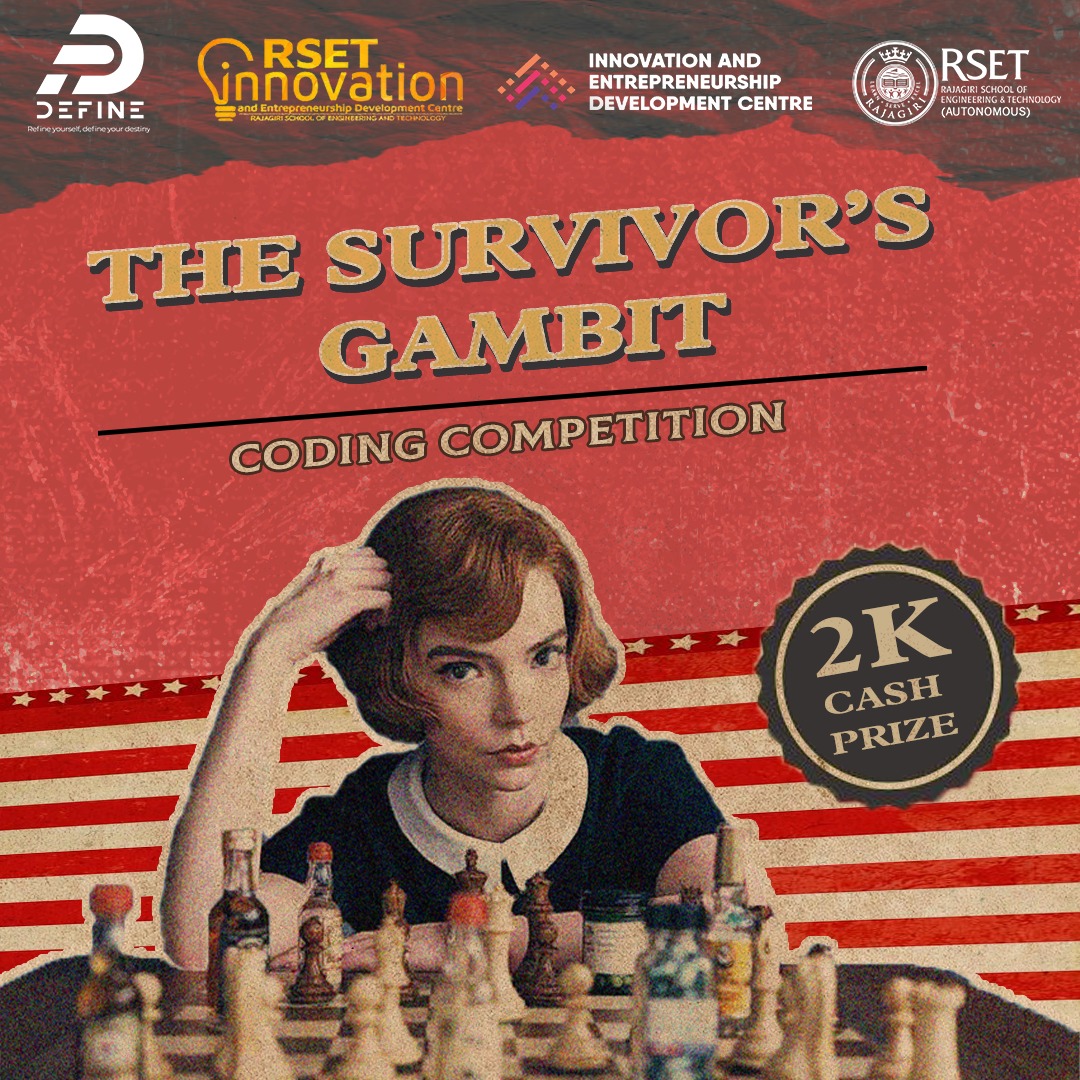 DEFINE
Refine yourself, define your destiny
RSET
innovation
and Entrepreneurship Development Centre
RAJAGIRI SCHOOL OF ENGINEERING AND TECHNOLOGY
INNOVATION AND
ENTREPRENEURSHIP
DEVELOPMENT CENTRE
RAJAGIRI
RSET
RAJAGIRI SCHOOL OF
ENGINEERING & TECHNOLOGY
(AUTONOMOUS)
THE SURVIVOR'S
GAMBIT
CODING COMPETITION
2K
CASH
PRIZE